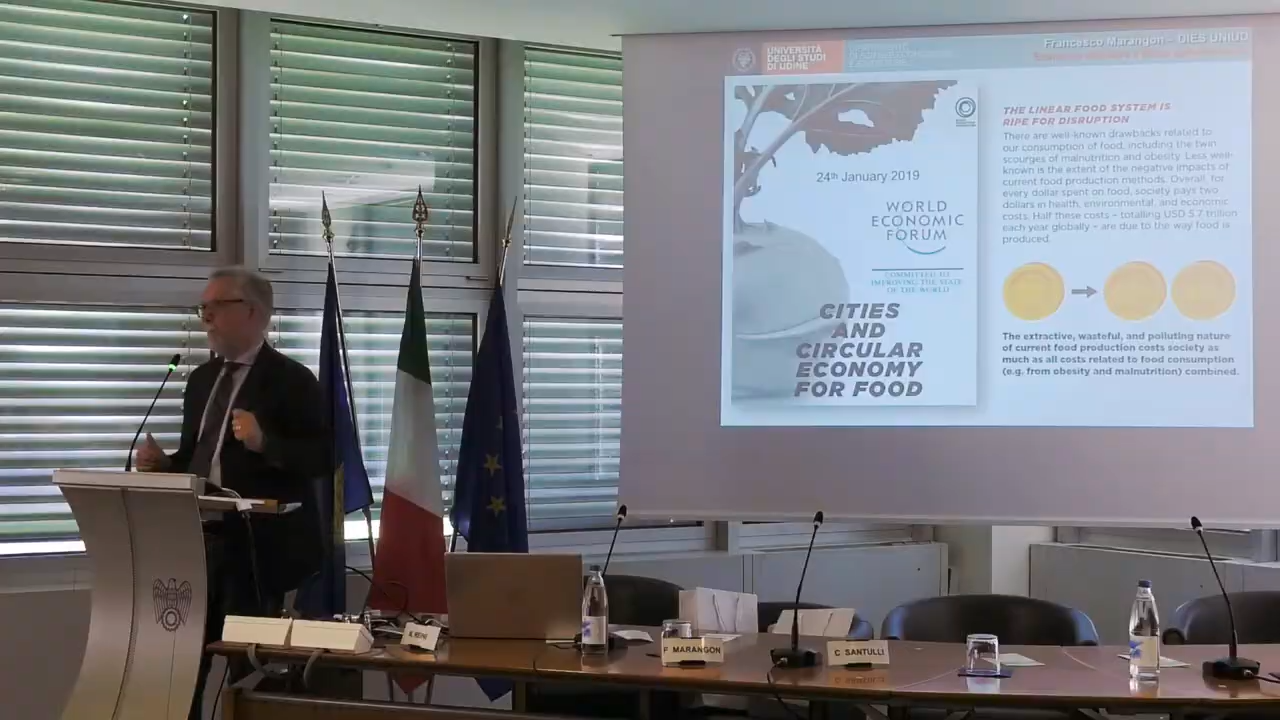 UNIVERSITÀ
DEGLI STUDI
DI UDINE
Francesco Marangon – DIES UNIUD
24th January 2019
WORLD
ECONOMIC
FORUM
COMMITTED TO
IMPROVING THE STATE
OF THE WORLD
CITIES
AND
CIRCULAR
ECONOMY
FOR FOOD
THE LINEAR FOOD SYSTEM IS
RIPE FOR DISRUPTION
There are well-known drawbacks related to
our consumption of food, including the twin
scourges of malnutrition and obesity. Less well-
known is the extent of the negative impacts of
current food production methods. Overall, for
every dollar spent on food, society pays two
dollars in health, environmental, and economic
costs. Half these costs – totalling USD 5.7 trillion
each year globally – are due to the way food is
produced.
The extractive, wasteful, and polluting nature
of current food production costs society as
much as all costs related to food consumption
(e.g. from obesity and malnutrition) combined.
F MARANGON
C SANTULLI